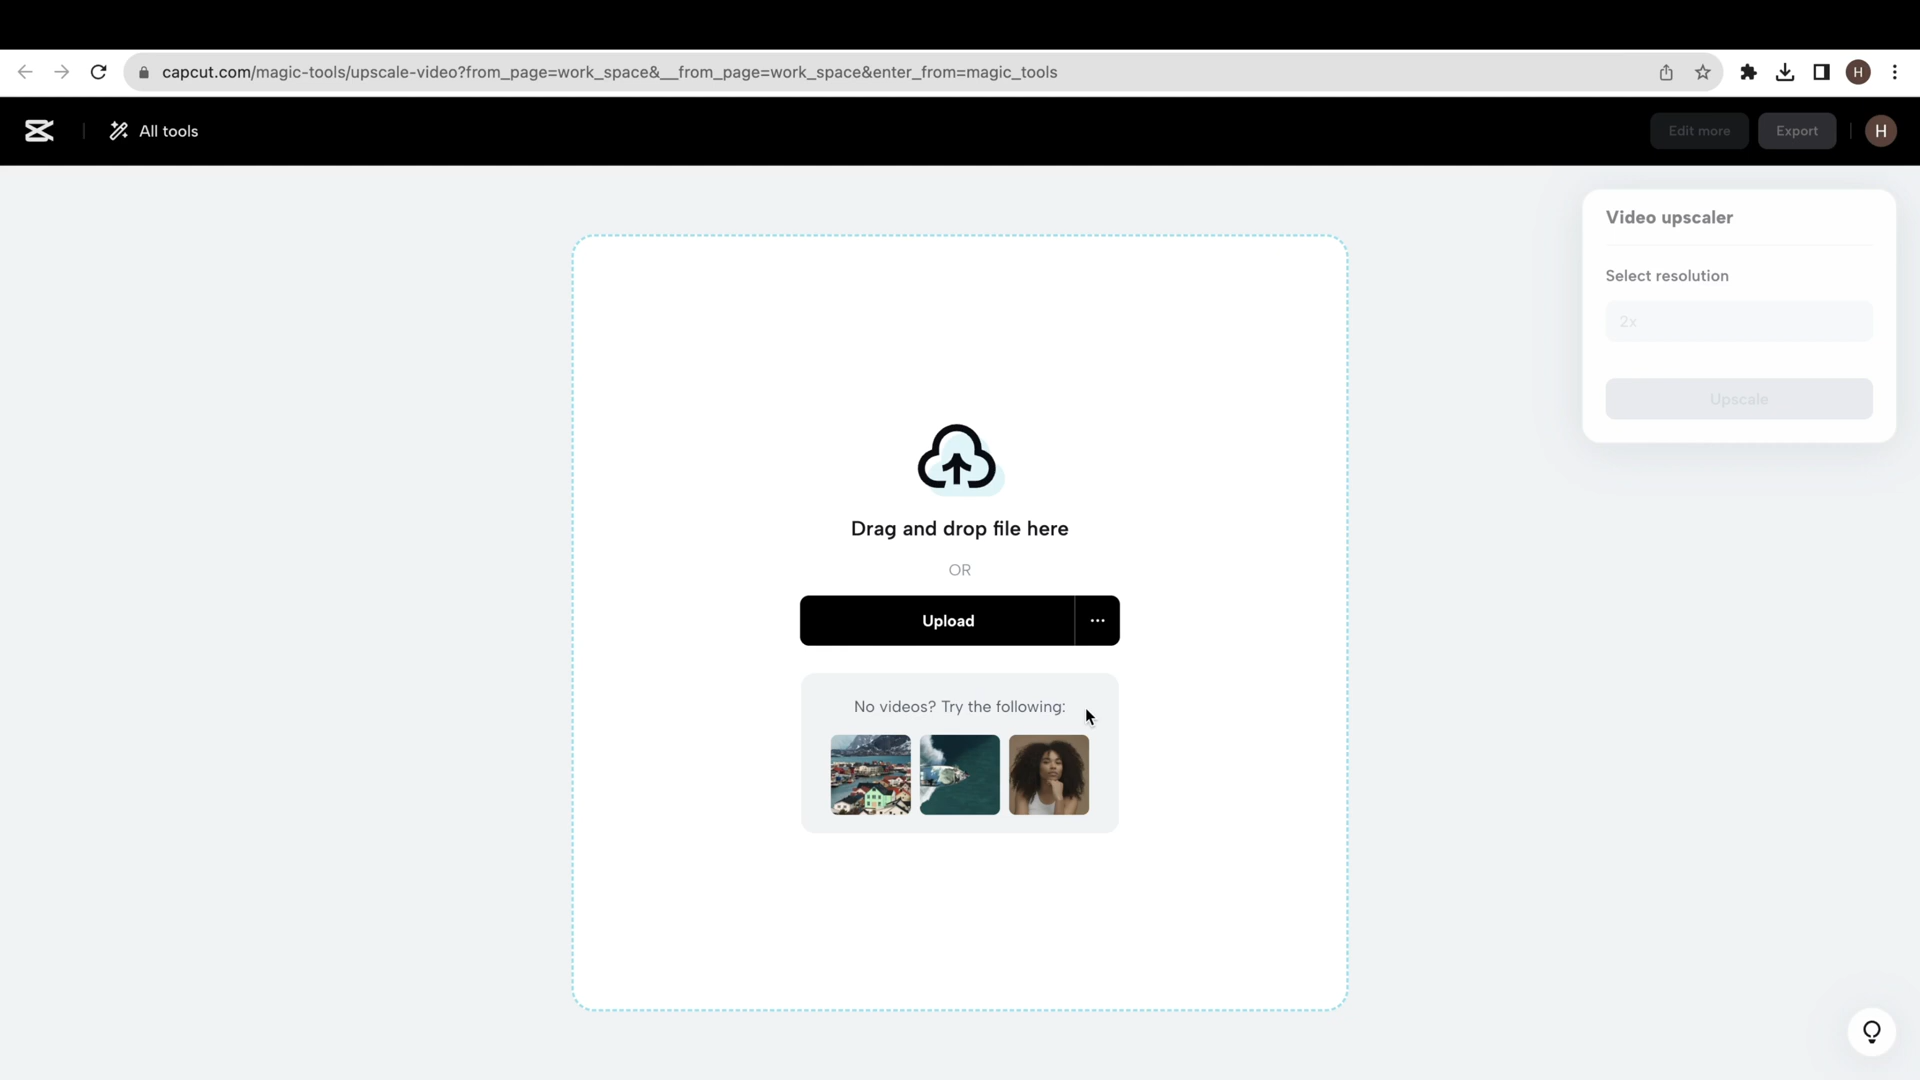 capcut.com/magic-tools/upscale-video?from_page=work_space&__from_page=work_space&enter_from=magic_tools
H
All tools
Edit more
Export
H
Video upscaler
Select resolution
2x
Upscale
Drag and drop file here
OR
Upload
No videos? Try the following: